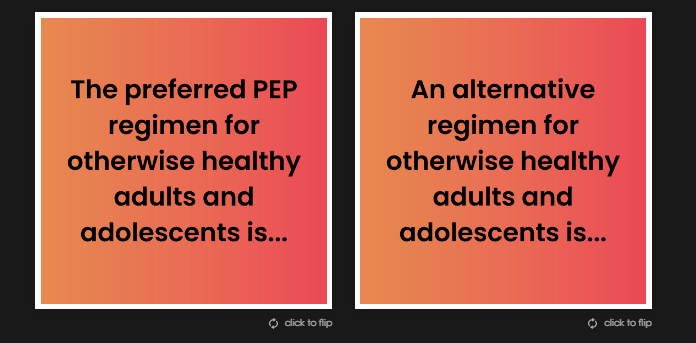 The preferred PEP
regimen for
otherwise healthy
adults and
adolescents is...
click to flip
An alternative
regimen for
otherwise healthy
adults and
adolescents is...
click to flip